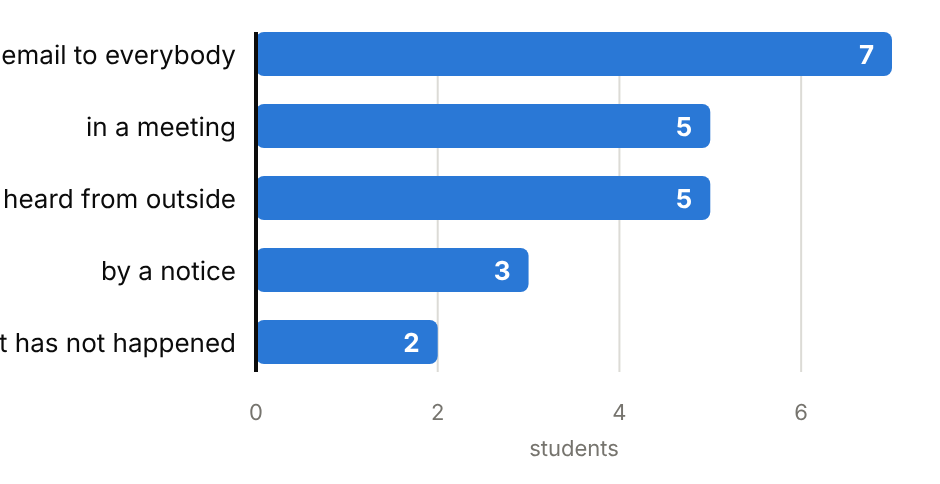 email to everybody 7
in a meeting 5
heard from outside 5
by a notice 3
t has not happened 2
0 2 4 6
students